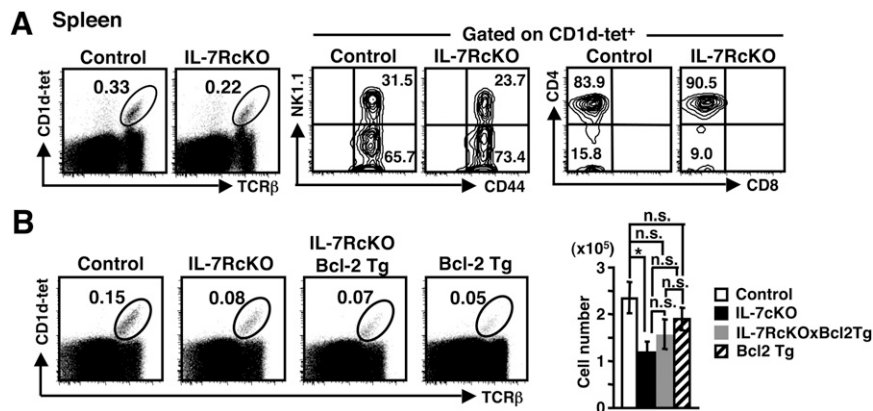 A Spleen
Gated on CD1d-tet+
Control IL-7RcKO Control IL-7RcKO Control IL-7RcKO
CD1d-tet
0.33 0.22
TCRβ
NK1.1
31.5 23.7
65.7 73.4
CD44
CD4
83.9 90.5
15.8 9.0
CD8
B
Control IL-7RcKO IL-7RcKO Bcl-2 Tg Bcl-2 Tg
CD1d-tet
0.15 0.08 0.07 0.05
TCRβ
(x10⁵)
Cell number
3
2
1
0
n.s.
n.s.
* n.s.
n.s.
n.s.
Control
IL-7cKO
IL-7RcKOxBcl2Tg
Bcl2 Tg